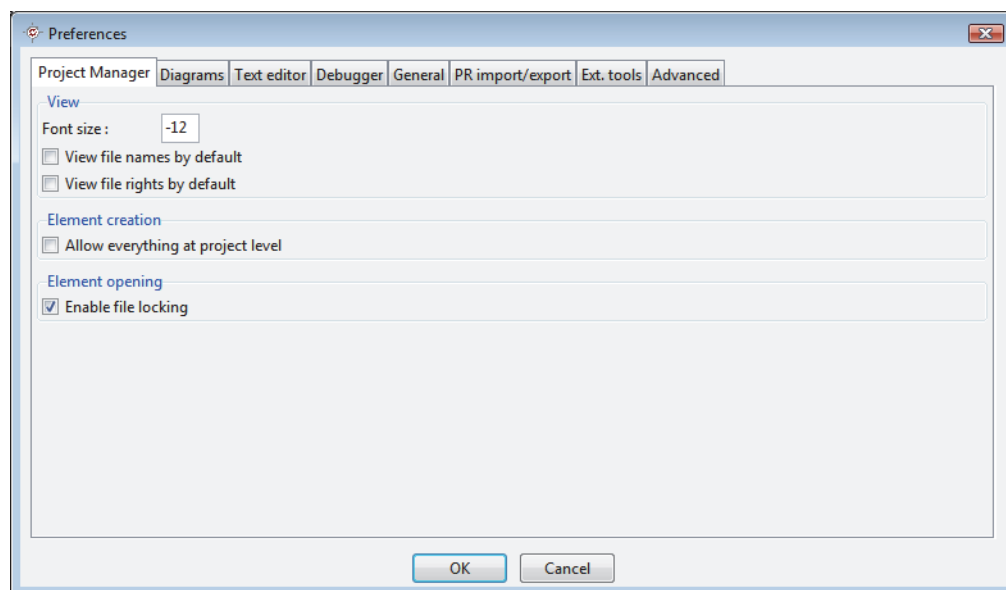 Preferences
Project Manager Diagrams Text editor Debugger General PR import/export Ext. tools Advanced
View
Font size : -12
View file names by default
View file rights by default
Element creation
Allow everything at project level
Element opening
Enable file locking
OK Cancel